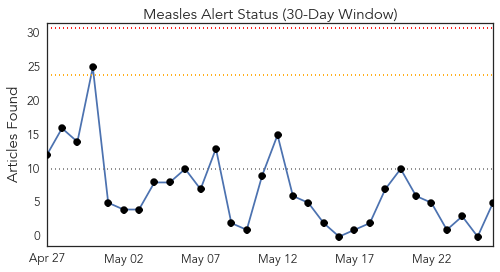 Measles Alert Status (30-Day Window)
Articles Found
30
25
20
15
10
5
0
Apr 27
May 02
May 07
May 12
May 17
May 22